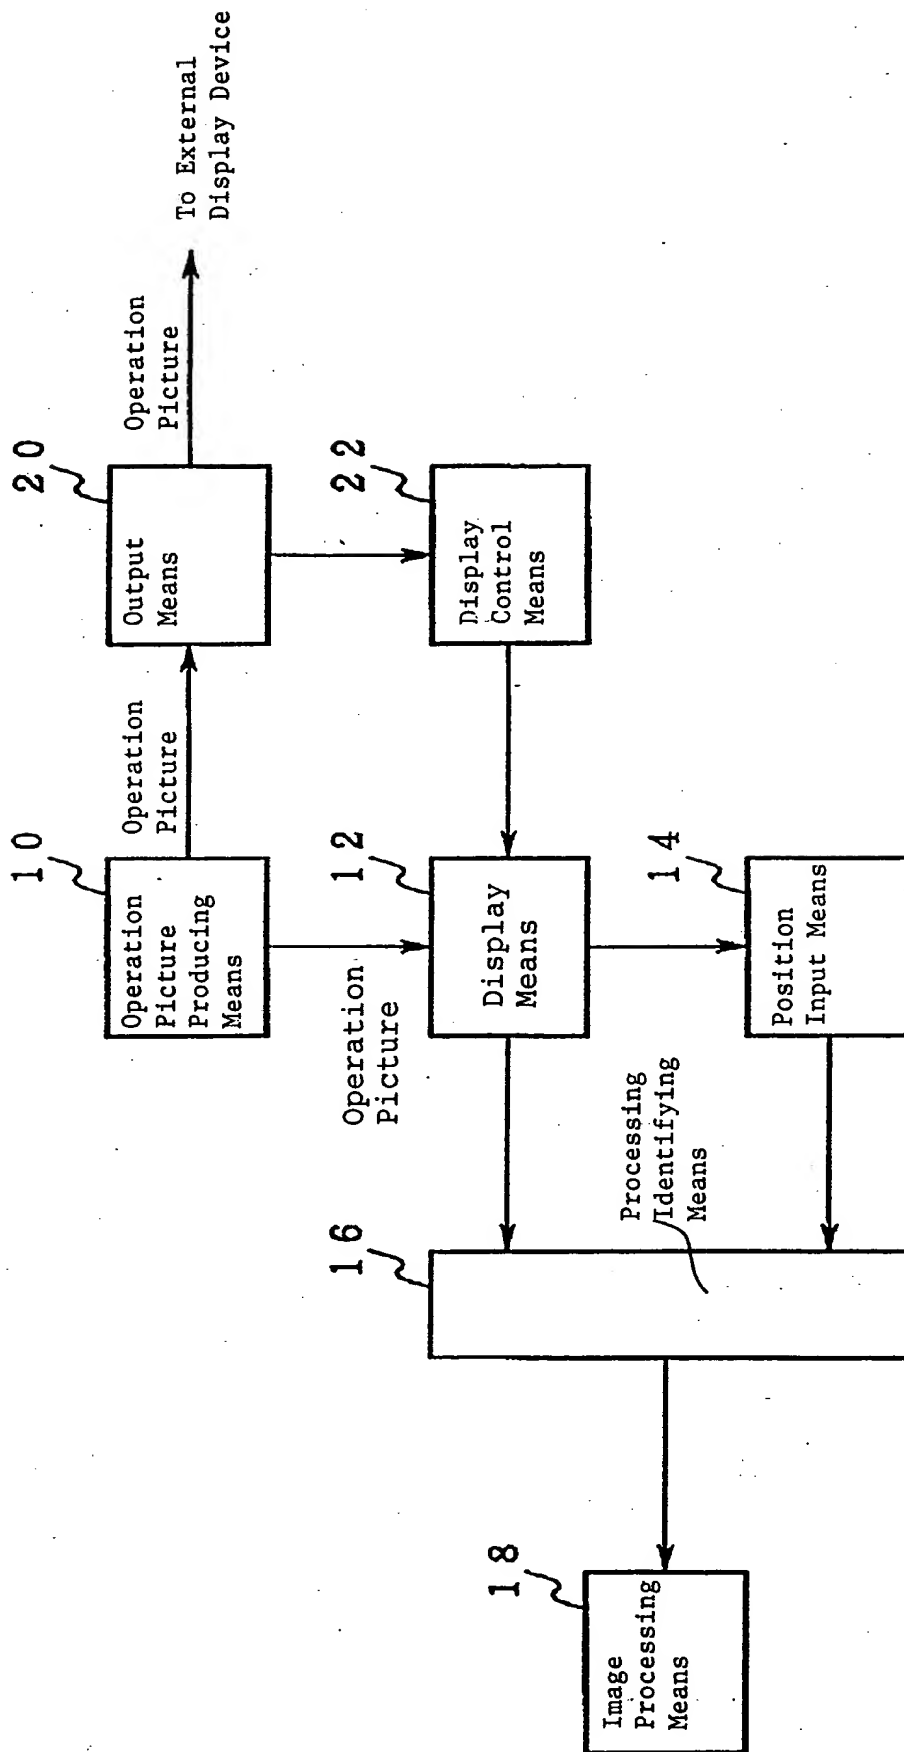 10
Operation
Picture
Producing
Means
Operation
Picture
20
Output
Means
Operation
Picture
To External
Display Device
Operation
Picture
12
Display
Means
22
Display
Control
Means
16
Processing
Identifying
Means
14
Position
Input Means
18
Image
Processing
Means